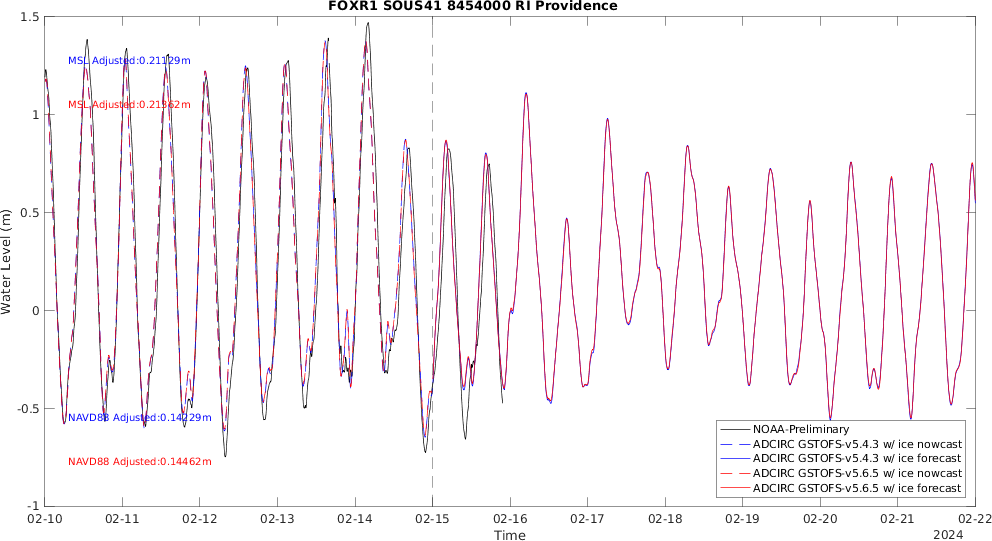 FOXR1 SOUS41 8454000 RI Providence
1.5
MSL Adjusted:0.21129m
1
MSL Adjusted:0.21362m
0.5
Water Level (m)
0
-0.5
NAVD88 Adjusted:0.14229m
NAVD88 Adjusted:0.14462m
-1
NOAA-Preliminary
ADCIRC GSTOFS-v5.4.3 w/ ice nowcast
ADCIRC GSTOFS-v5.4.3 w/ ice forecast
ADCIRC GSTOFS-v5.6.5 w/ ice nowcast
ADCIRC GSTOFS-v5.6.5 w/ ice forecast
02-10 02-11 02-12 02-13 02-14 02-15 02-16 02-17 02-18 02-19 02-20 02-21 02-22
Time
2024